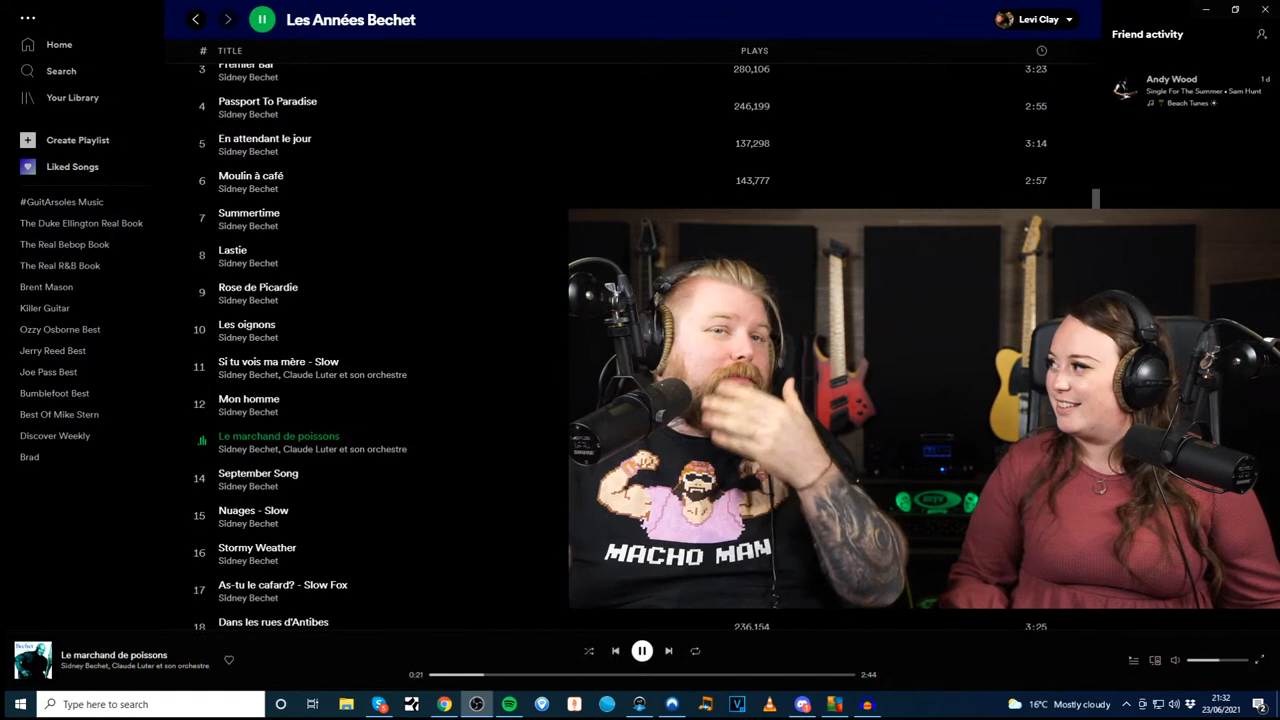 Les Années Bechet
Levi Clay
Friend activity
Home
Search
Your Library
Create Playlist
Liked Songs
#GuitArsoles Music
The Duke Ellington Real Book
The Real Bebop Book
The Real R&B Book
Brent Mason
Killer Guitar
Ozzy Osborne Best
Jerry Reed Best
Joe Pass Best
Bumblefoot Best
Best Of Mike Stern
Discover Weekly
Brad
# TITLE PLAYS
3 Premier Bal 280,106 3:23
Sidney Bechet
4 Passport To Paradise 246,199 2:55
Sidney Bechet
5 En attendant le jour 137,298 3:14
Sidney Bechet
6 Moulin à café 143,777 2:57
Sidney Bechet
7 Summertime
Sidney Bechet
8 Lastie
Sidney Bechet
9 Rose de Picardie
Sidney Bechet
10 Les oignons
Sidney Bechet
11 Si tu vois ma mère - Slow
Sidney Bechet, Claude Luter et son orchestre
12 Mon homme
Sidney Bechet
Le marchand de poissons
Sidney Bechet, Claude Luter et son orchestre
14 September Song
Sidney Bechet
15 Nuages - Slow
Sidney Bechet
16 Stormy Weather
Sidney Bechet
17 As-tu le cafard? - Slow Fox
Sidney Bechet
18 Dans les rues d'Antibes 236,154 3:25
Andy Wood 1 d
Single For The Summer • Sam Hunt
Beach Tunes
MACHO MAN
Le marchand de poissons
Sidney Bechet, Claude Luter et son orchestre
0:21 2:44
Type here to search
16°C Mostly cloudy
21:32
23/06/2021
2